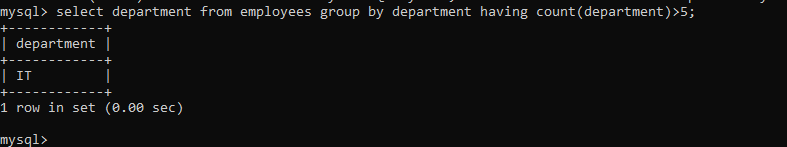 mysql> select department from employees group by department having count(department)>5;
+------------+
| department |
+------------+
| IT         |
+------------+
1 row in set (0.00 sec)
mysql>